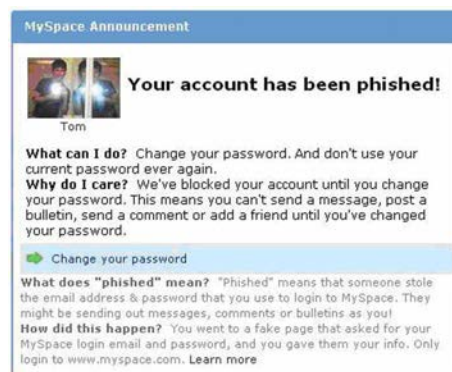 MySpace Announcement
Your account has been phished!
Tom
What can I do? Change your password. And don't use your
current password ever again.
Why do I care? We've blocked your account until you change
your password. This means you can't send a message, post a
bulletin, send a comment or add a friend until you've changed
your password.
Change your password
What does "phished" mean? "Phished" means that someone stole
the email address & password that you use to login to MySpace. They
might be sending out messages, comments or bulletins as you!
How did this happen? You went to a fake page that asked for your
MySpace login email and password, and you gave them your info. Only
login to www.myspace.com. Learn more